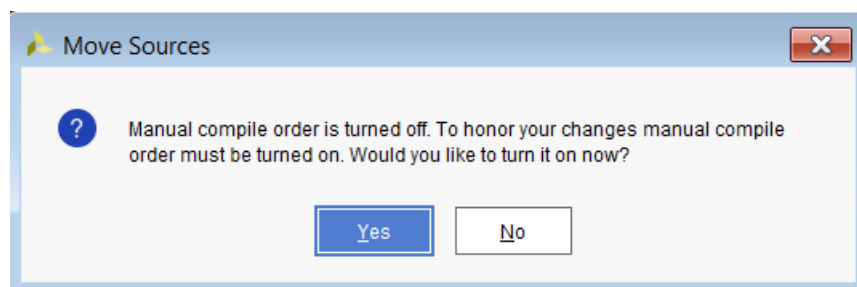 Move Sources
?
Manual compile order is turned off. To honor your changes manual compile
order must be turned on. Would you like to turn it on now?
Yes
No